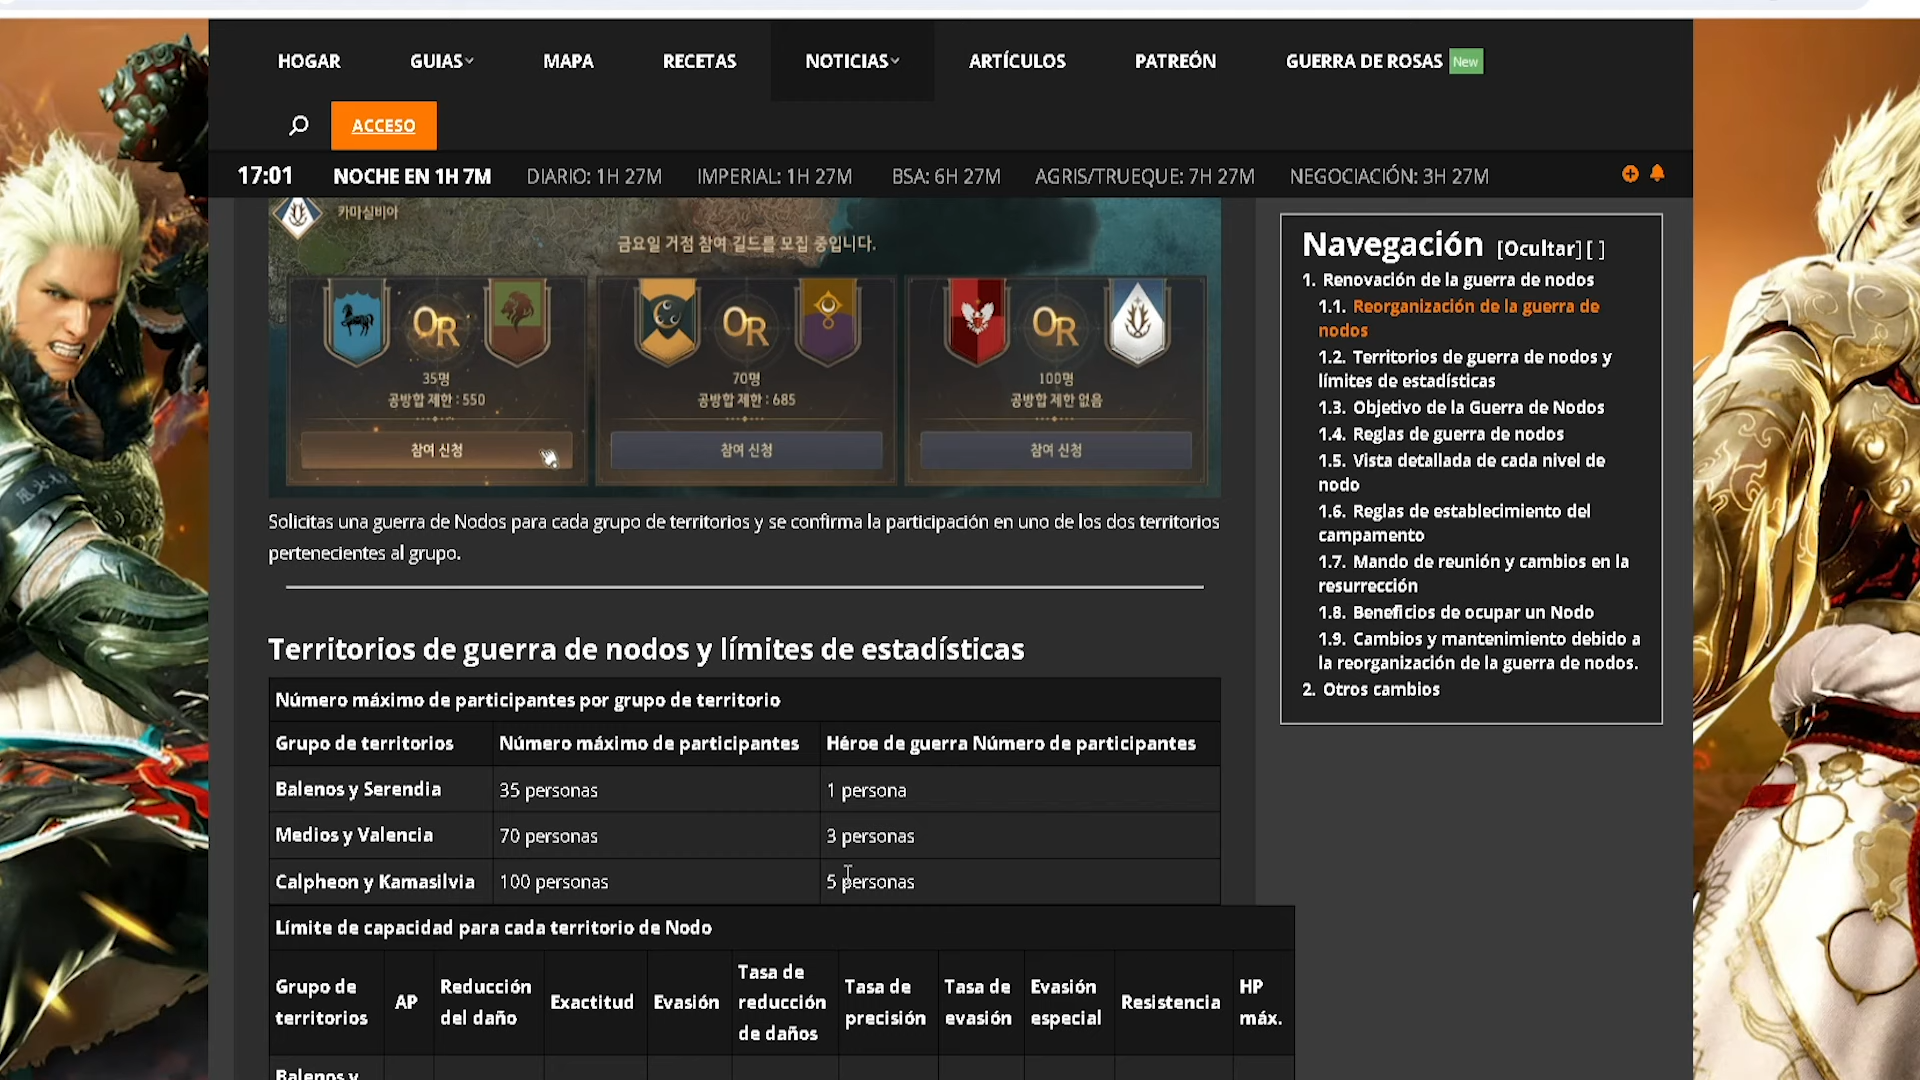 HOGAR GUIAS MAPA RECETAS NOTICIAS ARTÍCULOS PATREÓN GUERRA DE ROSAS New
ACCESO
17:01 NOCHE EN 1H 7M DIARIO: 1H 27M IMPERIAL: 1H 27M BSA: 6H 27M AGRIS/TRUEQUE: 7H 27M NEGOCIACIÓN: 3H 27M
카마실비아
금요일 거점 참여 길드를 모집 중입니다.
OR OR OR
35명 70명 100명
공방합 제한 : 550 공방합 제한 : 685 공방합 제한 없음
참여 신청 참여 신청 참여 신청
Solicitas una guerra de Nodos para cada grupo de territorios y se confirma la participación en uno de los dos territorios
pertenecientes al grupo.
Territorios de guerra de nodos y límites de estadísticas
Número máximo de participantes por grupo de territorio
Grupo de territorios Número máximo de participantes Héroe de guerra Número de participantes
Balenos y Serendia 35 personas 1 persona
Medios y Valencia 70 personas 3 personas
Calpheon y Kamasilvia 100 personas 5 personas
Límite de capacidad para cada territorio de Nodo
Grupo de territorios AP Reducción del daño Exactitud Evasión Tasa de reducción de daños Tasa de precisión Tasa de evasión Evasión especial Resistencia HP máx.
Balenos y
Navegación [Ocultar] [ ]
1. Renovación de la guerra de nodos
1.1. Reorganización de la guerra de
nodos
1.2. Territorios de guerra de nodos y
límites de estadísticas
1.3. Objetivo de la Guerra de Nodos
1.4. Reglas de guerra de nodos
1.5. Vista detallada de cada nivel de
nodo
1.6. Reglas de establecimiento del
campamento
1.7. Mando de reunión y cambios en la
resurrección
1.8. Beneficios de ocupar un Nodo
1.9. Cambios y mantenimiento debido a
la reorganización de la guerra de nodos.
2. Otros cambios